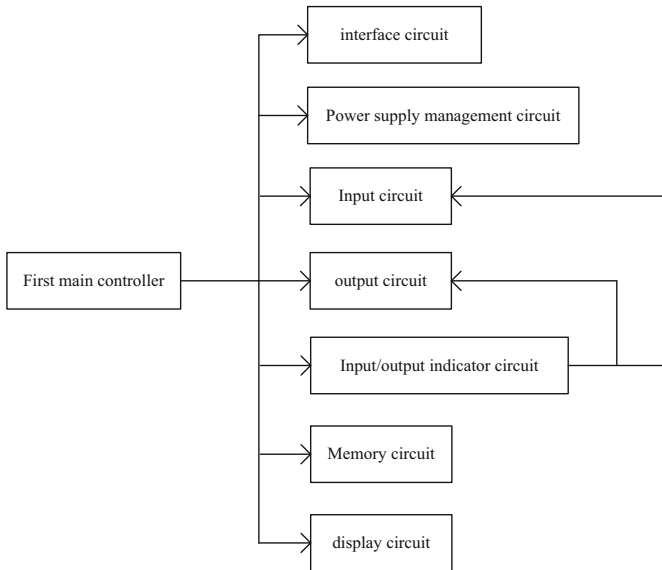 interface circuit
Power supply management circuit
Input circuit
First main controller
output circuit
Input/output indicator circuit
Memory circuit
display circuit